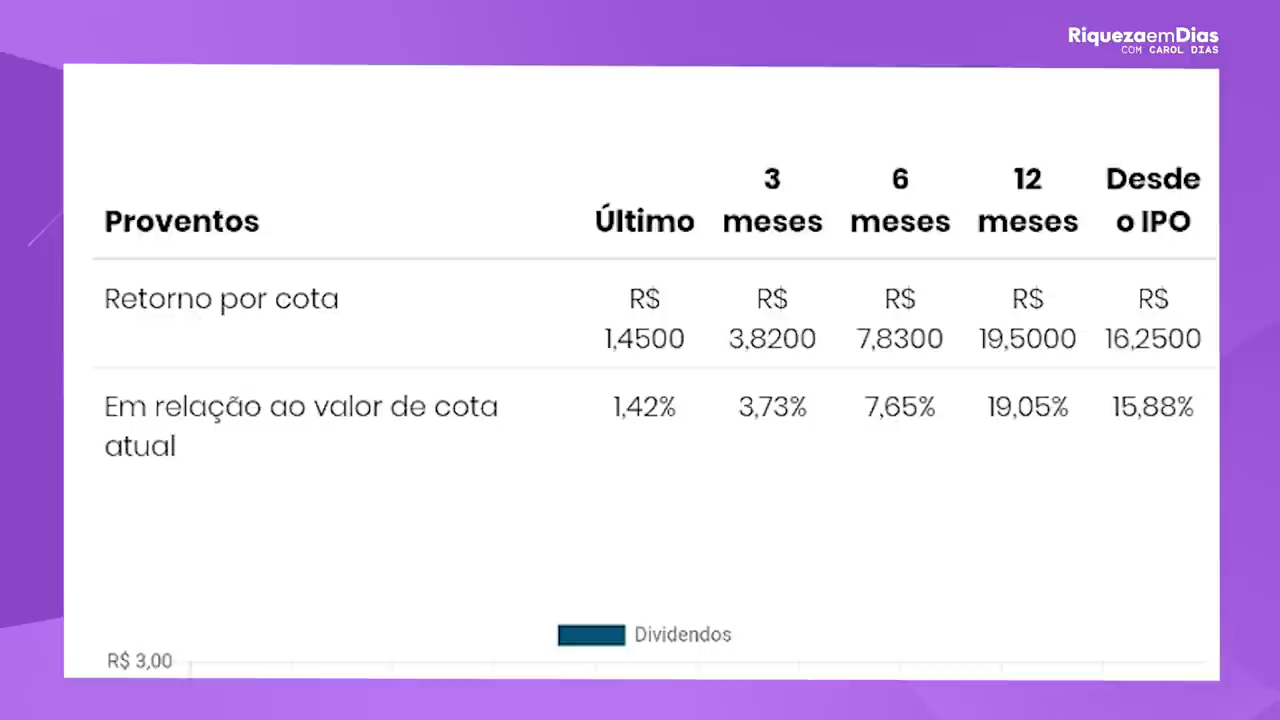 RiquezaemDias
COM CAROL DIAS
Proventos Último 3 meses 6 meses 12 meses Desde o IPO
Retorno por cota R$ 1,4500 R$ 3,8200 R$ 7,8300 R$ 19,5000 R$ 16,2500
Em relação ao valor de cota atual 1,42% 3,73% 7,65% 19,05% 15,88%
Dividendos
R$ 3,00